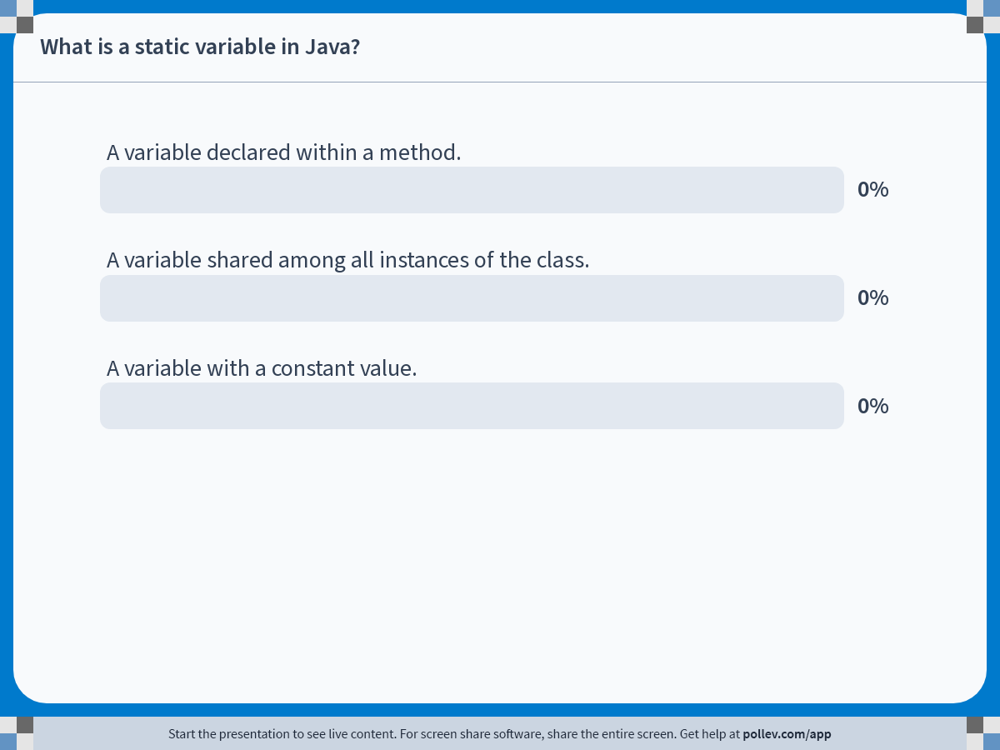 What is a static variable in Java?
A variable declared within a method.
0%
A variable shared among all instances of the class.
0%
A variable with a constant value.
0%
Start the presentation to see live content. For screen share software, share the entire screen. Get help at pollev.com/app